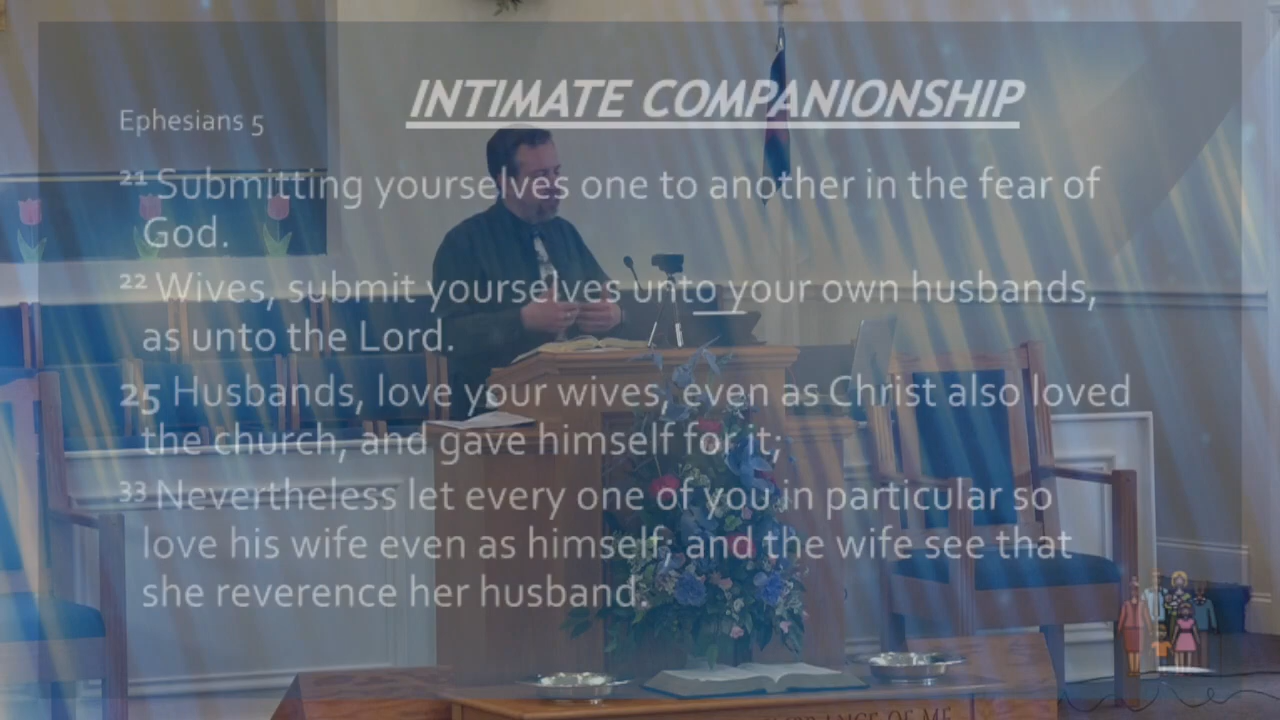 INTIMATE COMPANIONSHIP
Ephesians 5
21 Submitting yourselves one to another in the fear of
God.
22 Wives, submit yourselves unto your own husbands,
as unto the Lord.
25 Husbands, love your wives, even as Christ also loved
the church, and gave himself for it;
33 Nevertheless let every one of you in particular so
love his wife even as himself; and the wife see that
she reverence her husband.
OF ME